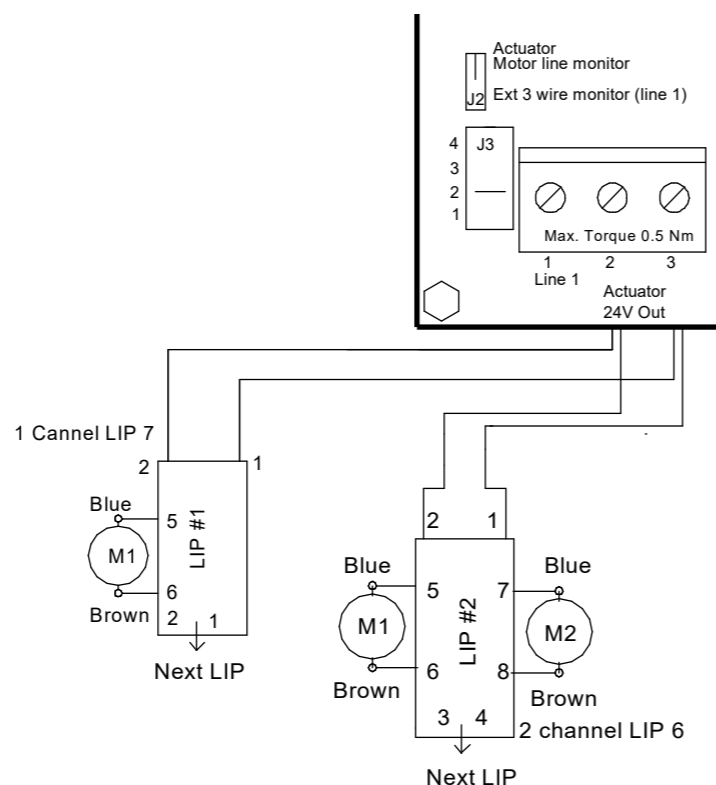 Actuator
Motor line monitor
J2 Ext 3 wire monitor (line 1)
4 J3
3
2
1
Max. Torque 0.5 Nm
1 2 3
Line 1
Actuator
24V Out
1 Cannel LIP 7
2 1
Blue
5
M1
LIP #1
6
Brown
2 1
Next LIP
2 1
Blue
5
M1
6
Brown
LIP #2
7
Blue
M2
8
Brown
3 4
2 channel LIP 6
Next LIP